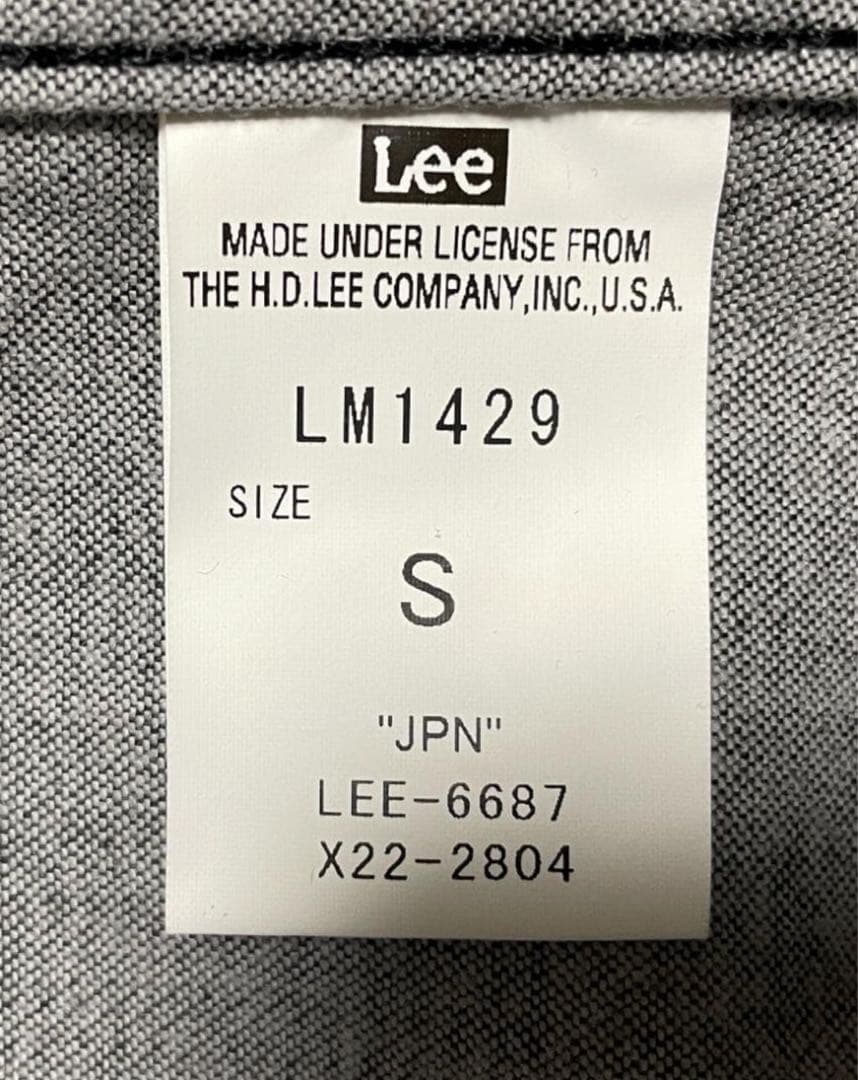 Lee
MADE UNDER LICENSE FROM
THE H.D.LEE COMPANY,INC.,U.S.A.
LM1429
SIZE
S
"JPN"
LEE-6687
X22-2804